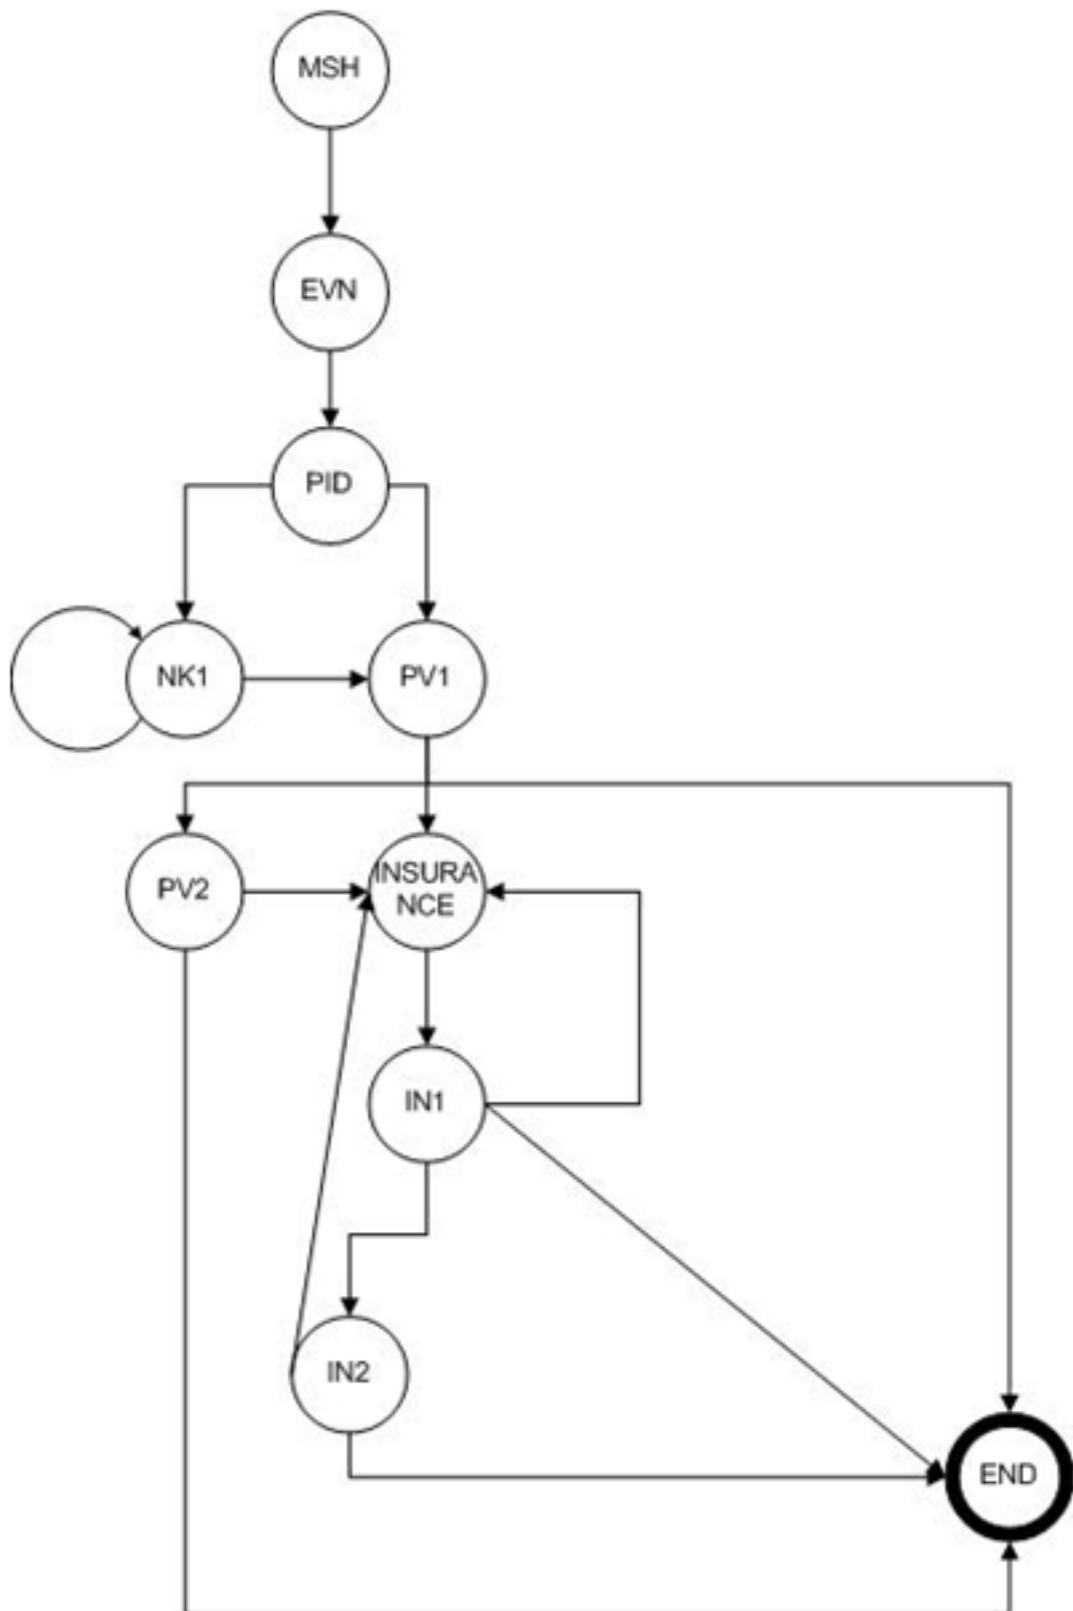 MSH
EVN
PID
NK1
PV1
PV2
INSURA
NCE
IN1
IN2
END